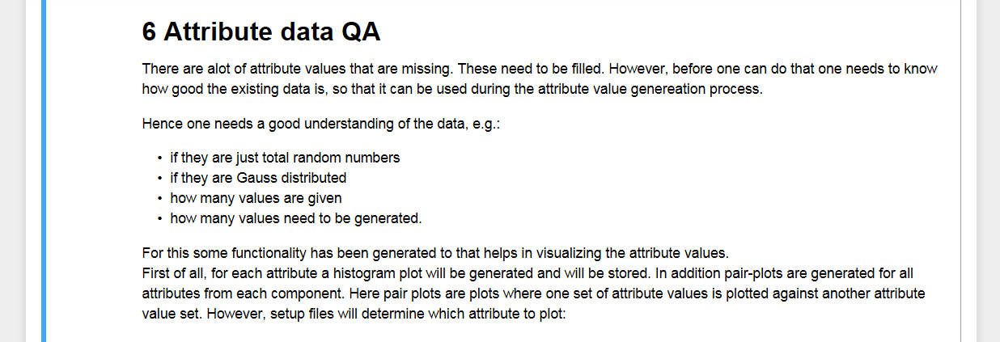 6 Attribute data QA
There are alot of attribute values that are missing. These need to be filled. However, before one can do that one needs to know
how good the existing data is, so that it can be used during the attribute value genereation process.
Hence one needs a good understanding of the data, e.g.:
• if they are just total random numbers
• if they are Gauss distributed
• how many values are given
• how many values need to be generated.
For this some functionality has been generated to that helps in visualizing the attribute values.
First of all, for each attribute a histogram plot will be generated and will be stored. In addition pair-plots are generated for all
attributes from each component. Here pair plots are plots where one set of attribute values is plotted against another attribute
value set. However, setup files will determine which attribute to plot: